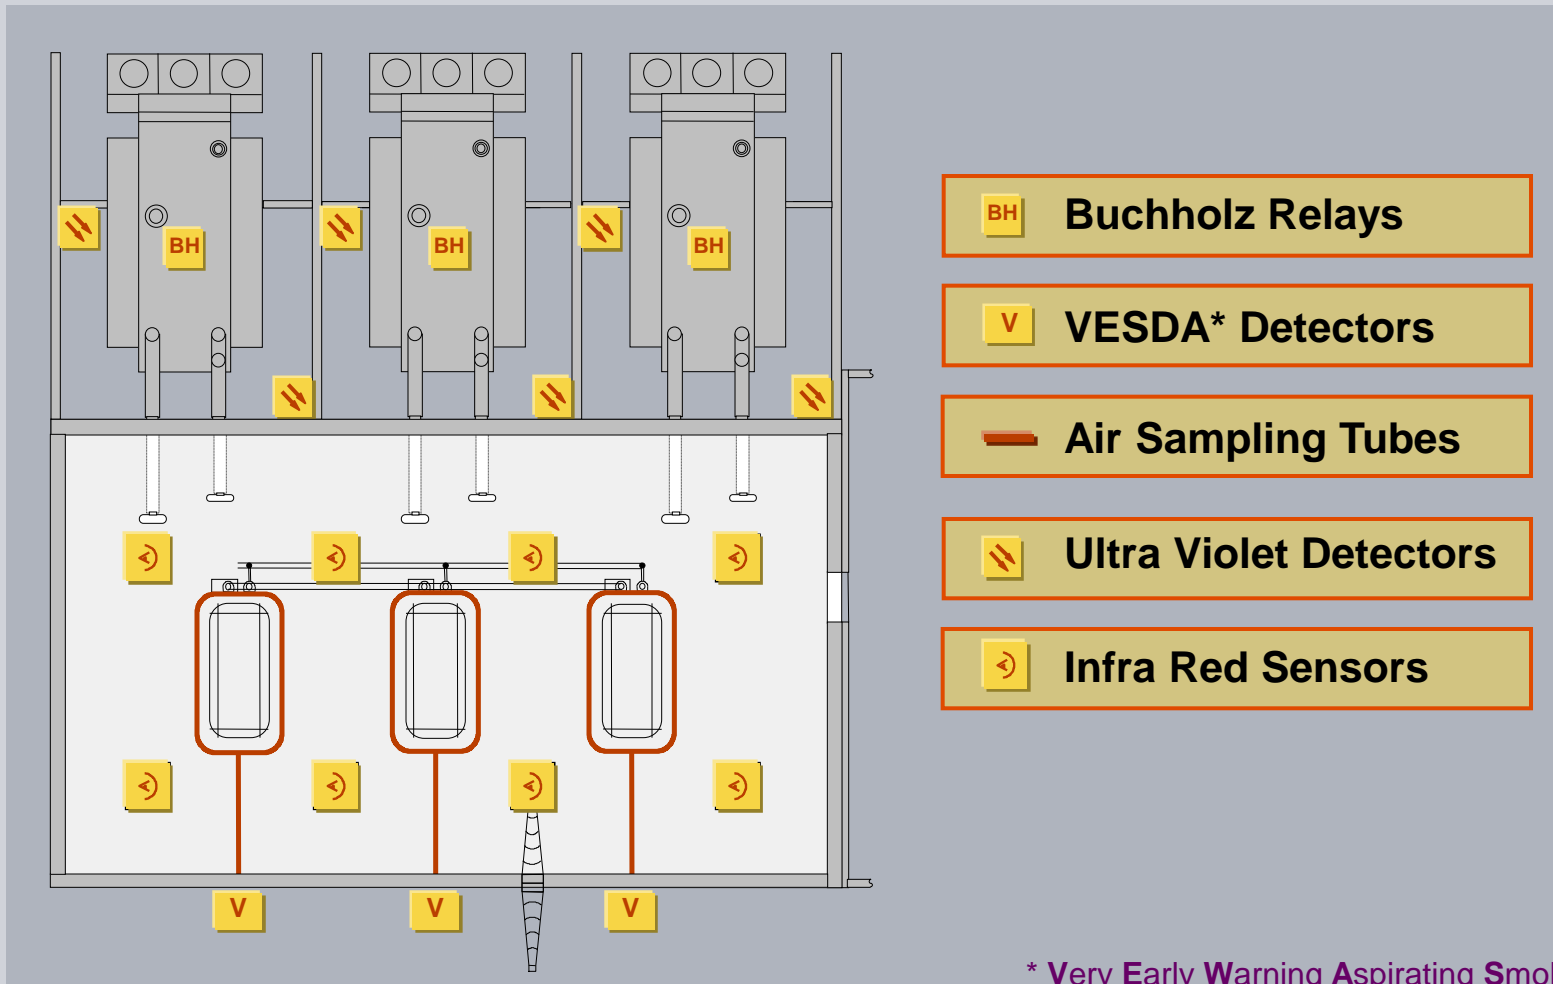 BH
BH
BH
V
V
V
BH Buchholz Relays
V VESDA* Detectors
Air Sampling Tubes
Ultra Violet Detectors
Infra Red Sensors
* Very Early Warning Aspirating